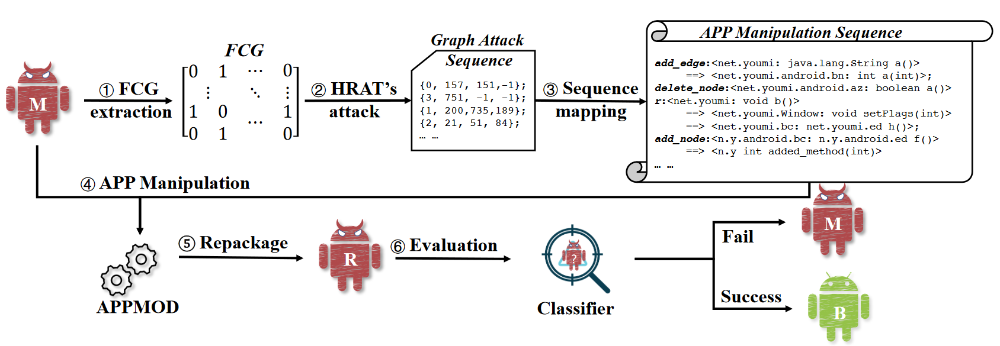 M
① FCG
extraction
FCG
0 1 ⋯ 0
⋮ ⋱ ⋮
1 0 ⋯ 1
0 1 0
② HRAT's
attack
Graph Attack
Sequence
{0, 157, 151,-1};
{3, 751, -1, -1};
{1, 200,735,189};
{2, 21, 51, 84};
… …
③ Sequence
mapping
APP Manipulation Sequence
add_edge:<net.youmi: java.lang.String a()>
==> <net.youmi.android.bn: int a(int)>;
delete_node:<net.youmi.android.az: boolean a()>
r:<net.youmi: void b()>
==> <net.youmi.Window: void setFlags(int)>
==> <net.youmi.bc: net.youmi.ed h()>;
add_node:<n.y.android.bc: n.y.android.ed f()>
==> <n.y int added_method(int)>
… …
④ APP Manipulation
APPMOD
⑤ Repackage
R
⑥ Evaluation
?
Classifier
Fail
M
Success
B